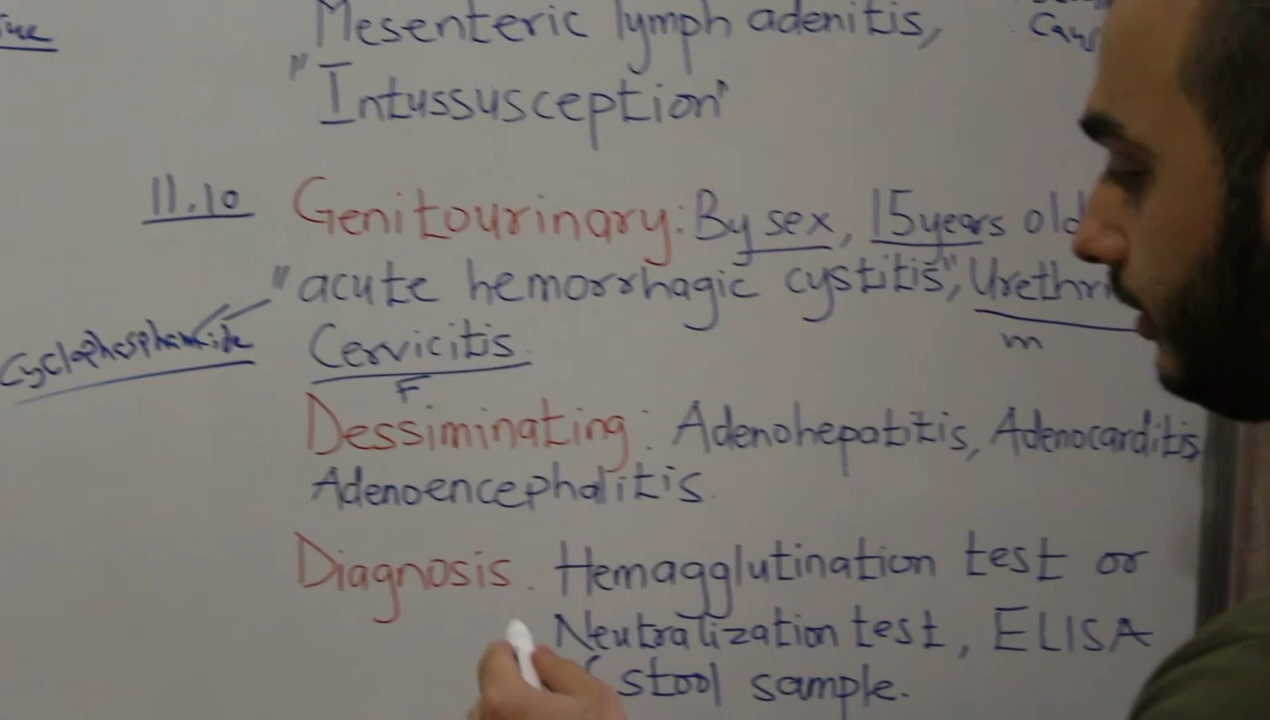 Mesenteric lymph adenitis,
"Intussusception"
11.10 Genitourinary: By sex, 15 years old
"acute hemorrhagic cystitis", Urethri
m
Cyclophosphamide
Cervicitis.
F
Dessiminating: Adenohepatitis, Adenocarditis
Adenoencephalitis.
Diagnosis. Hemagglutination test or
Neutralization test, ELISA
stool sample.